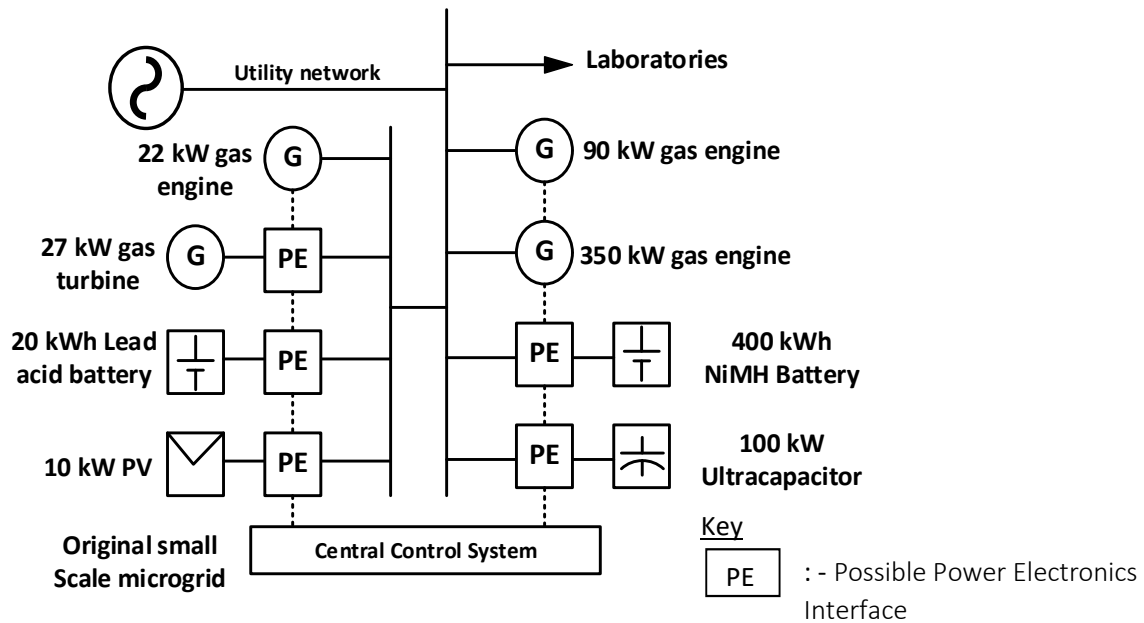 Utility network
Laboratories
22 kW gas
engine
G
G
90 kW gas engine
27 kW gas
turbine
G
PE
G
350 kW gas engine
20 kWh Lead
acid battery
PE
PE
400 kWh
NiMH Battery
10 kW PV
PE
PE
100 kW
Ultracapacitor
Original small
Scale microgrid
Central Control System
Key
PE
: - Possible Power Electronics
Interface